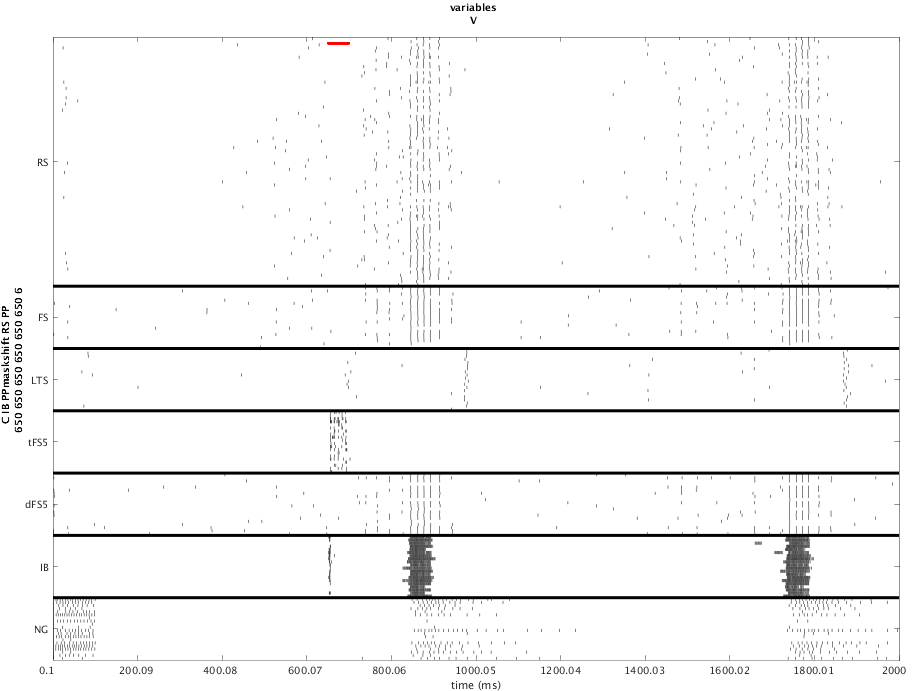 variables
V
RS
FS
LTS
tFS5
dFS5
IB
NG
C IB PPmaskshift RS PP
650 650 650 650 650 650 650 6
0.1
200.09
400.08
600.07
800.06
1000.05
1200.04
1400.03
1600.02
1800.01
2000
time (ms)